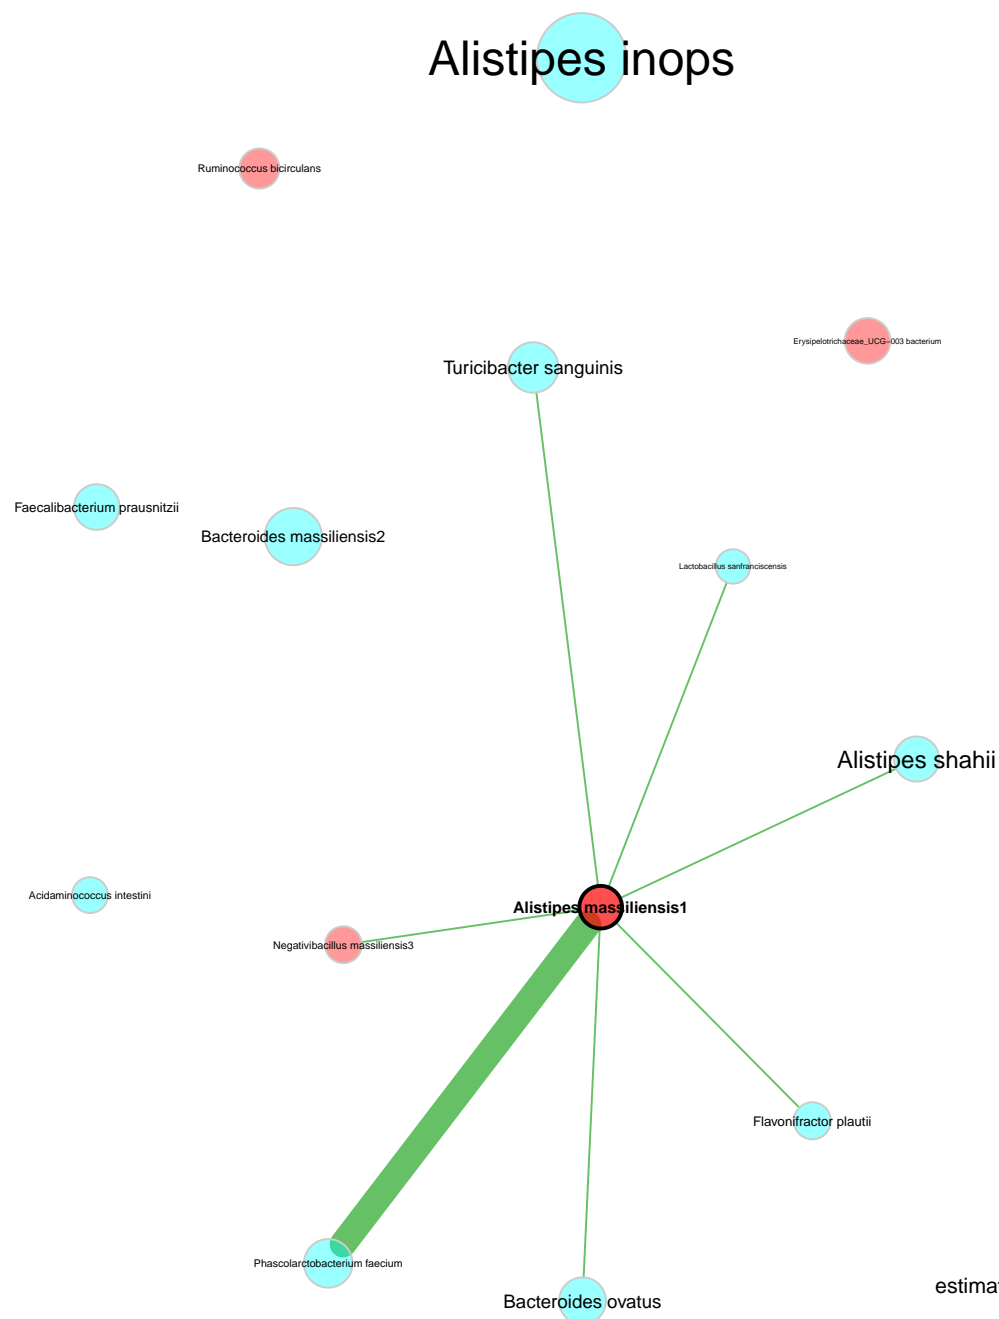 Alistipes inops
Ruminococcus bicirculans
Erysipelotrichaceae_UCG−003 bacterium
Turicibacter sanguinis
Faecalibacterium prausnitzii
Bacteroides massiliensis2
Lactobacillus sanfranciscensis
Alistipes shahii
Acidaminococcus intestini
Alistipes massiliensis1
Negativibacillus massiliensis3
Flavonifractor plautii
Phascolarctobacterium faecium
Bacteroides ovatus